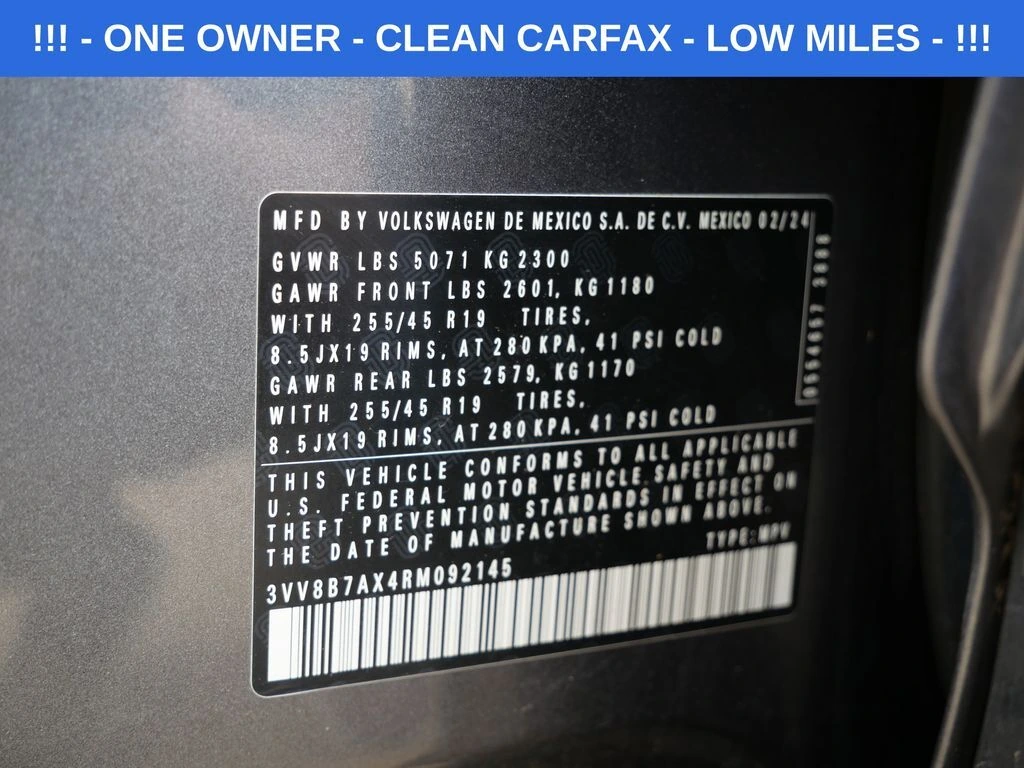 !!! - ONE OWNER - CLEAN CARFAX - LOW MILES - !!!
MFD BY VOLKSWAGEN DE MEXICO S.A. DE C.V. MEXICO 02/24
GVWR LBS 5071 KG 2300
GAWR FRONT LBS 2601, KG 1180
WITH 255/45 R19 TIRES,
8.5JX19 RIMS, AT 280 KPA, 41 PSI COLD
GAWR REAR LBS 2579, KG 1170
WITH 255/45 R19 TIRES,
8.5JX19 RIMS, AT 280 KPA, 41 PSI COLD
THIS VEHICLE CONFORMS TO ALL APPLICABLE
U.S. FEDERAL MOTOR VEHICLE SAFETY AND
THEFT PREVENTION STANDARDS IN EFFECT ON
THE DATE OF MANUFACTURE SHOWN ABOVE.
TYPE: MPV
3VV8B7AX4RM092145